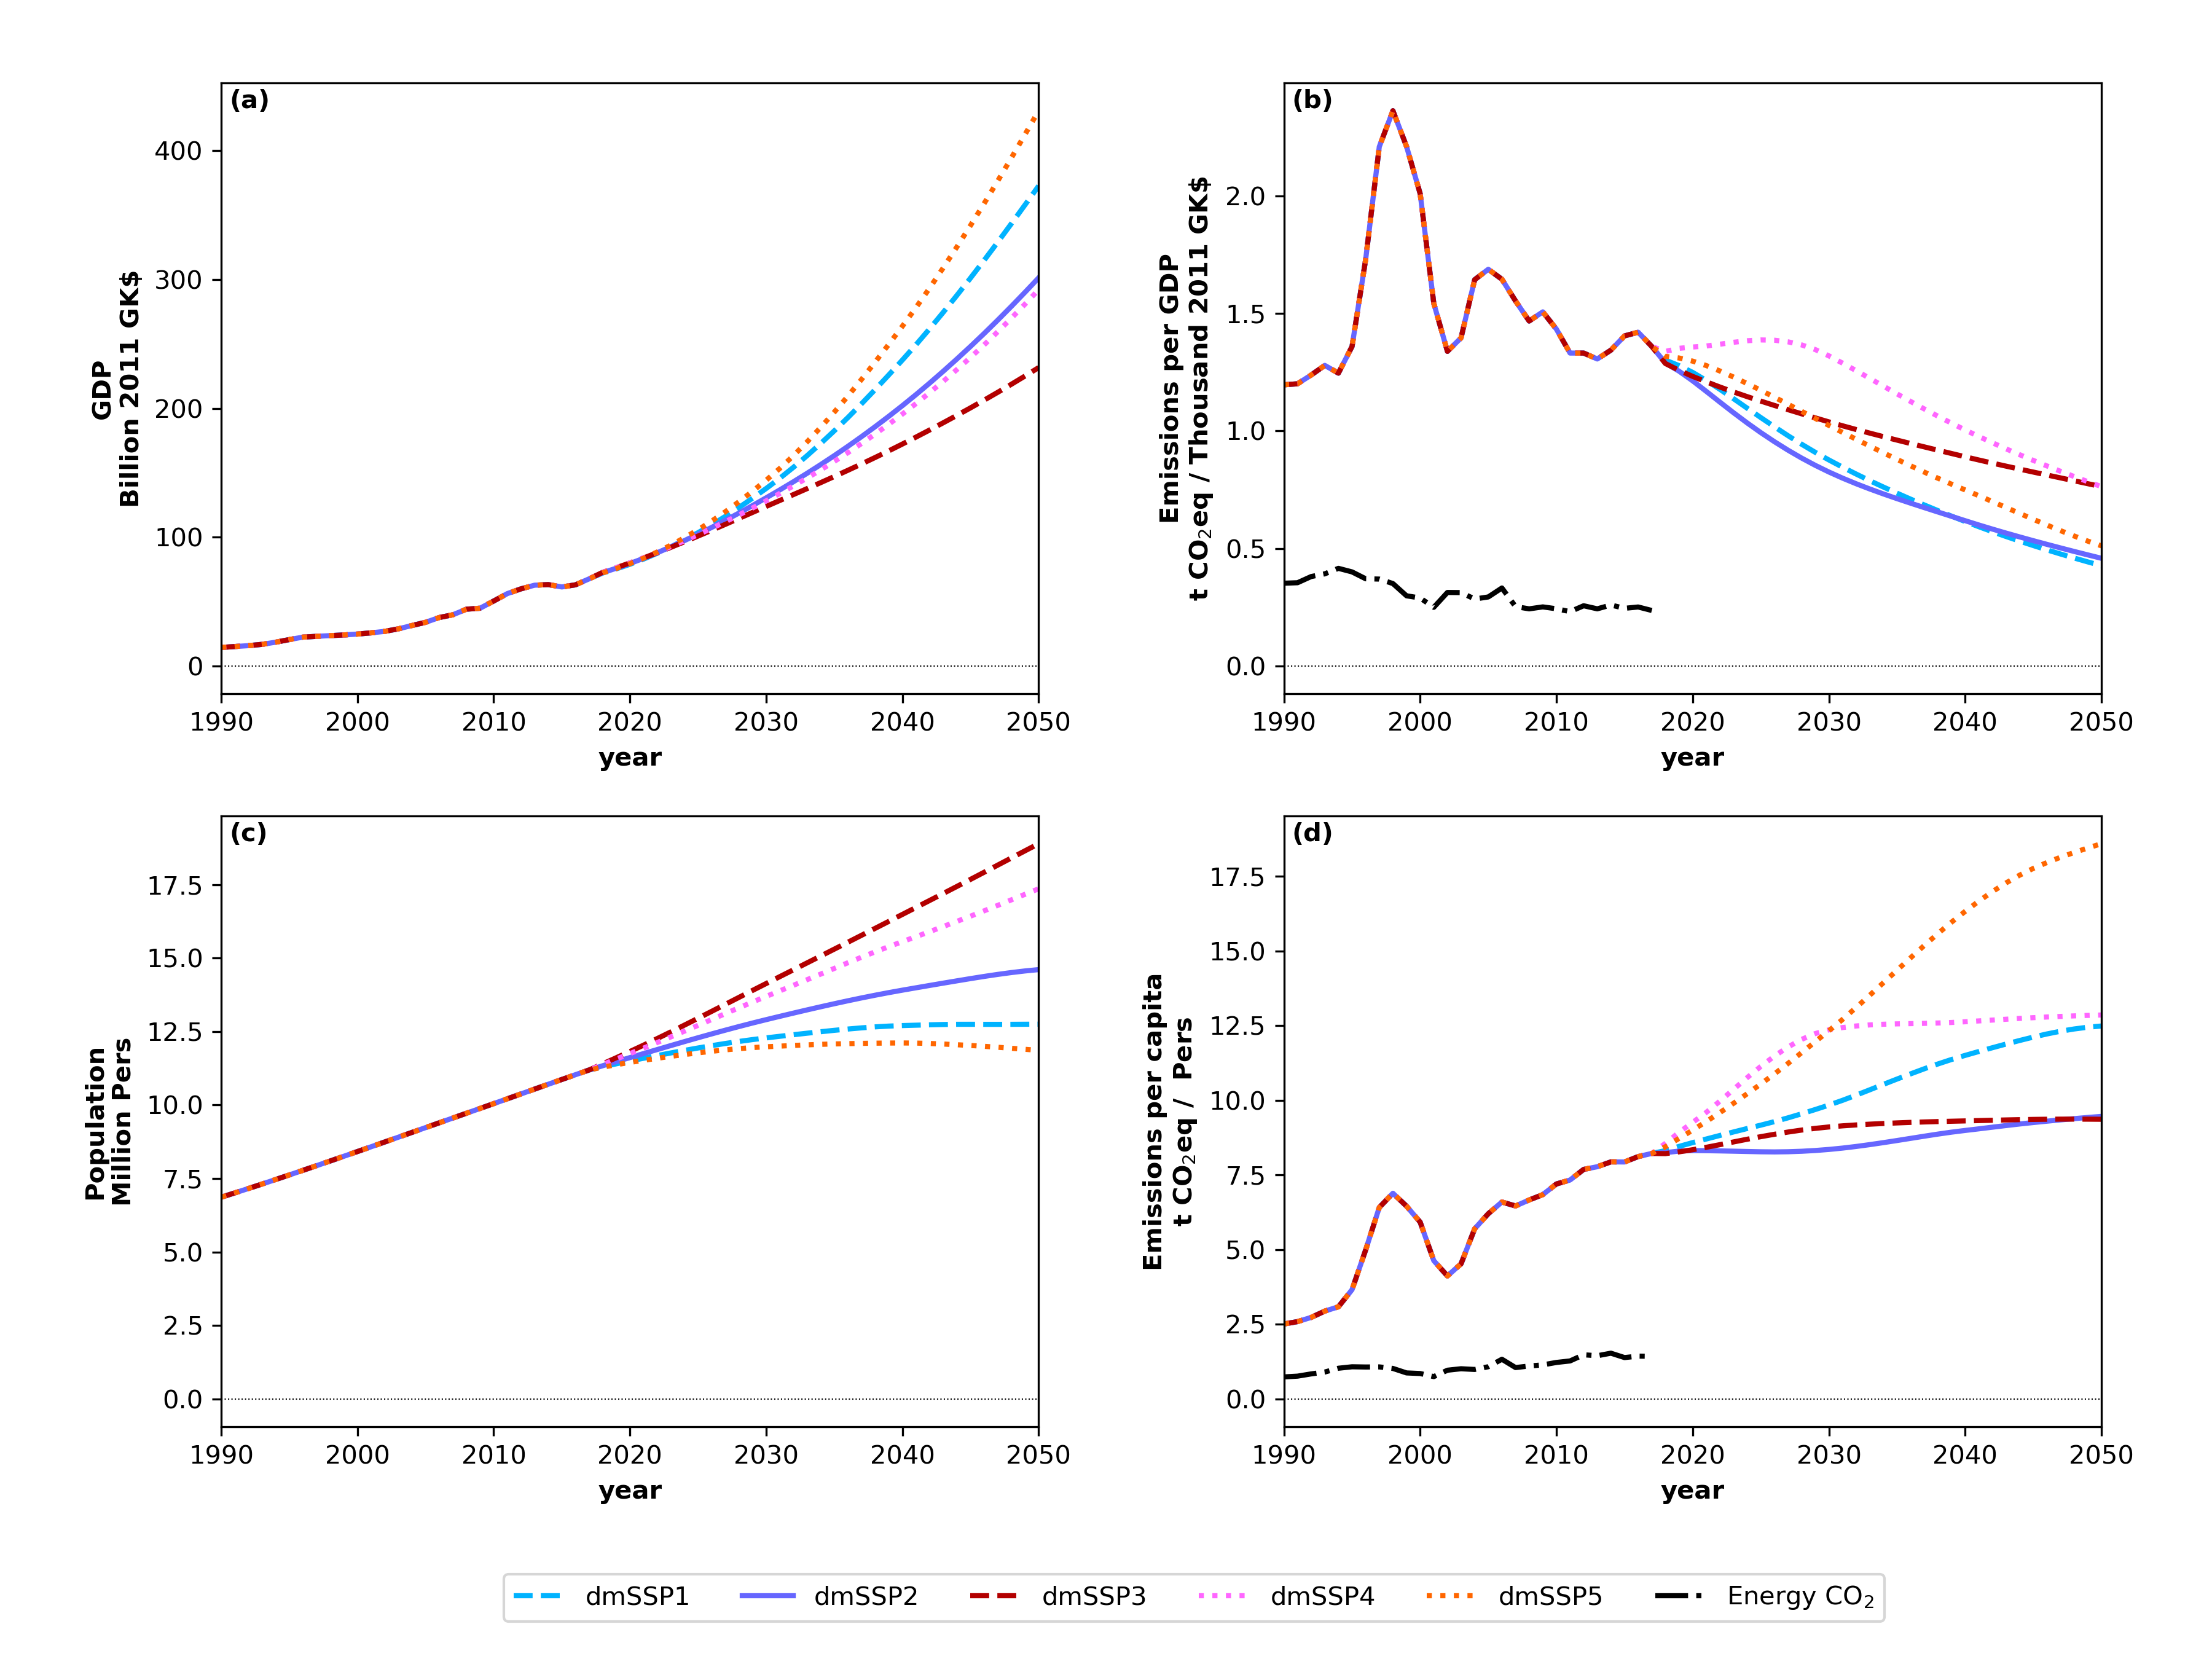 (a)
GDP
Billion 2011 GK$
400
300
200
100
0
1990 2000 2010 2020 2030 2040 2050
year
(b)
Emissions per GDP
t CO₂eq / Thousand 2011 GK$
2.0
1.5
1.0
0.5
0.0
1990 2000 2010 2020 2030 2040 2050
year
(c)
Population
Million Pers
17.5
15.0
12.5
10.0
7.5
5.0
2.5
0.0
1990 2000 2010 2020 2030 2040 2050
year
(d)
Emissions per capita
t CO₂eq / Pers
17.5
15.0
12.5
10.0
7.5
5.0
2.5
0.0
1990 2000 2010 2020 2030 2040 2050
year
dmSSP1 dmSSP2 dmSSP3 dmSSP4 dmSSP5 Energy CO₂